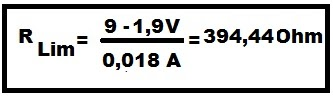 R Lim = 9 - 1,9V / 0,018 A = 394,44 Ohm